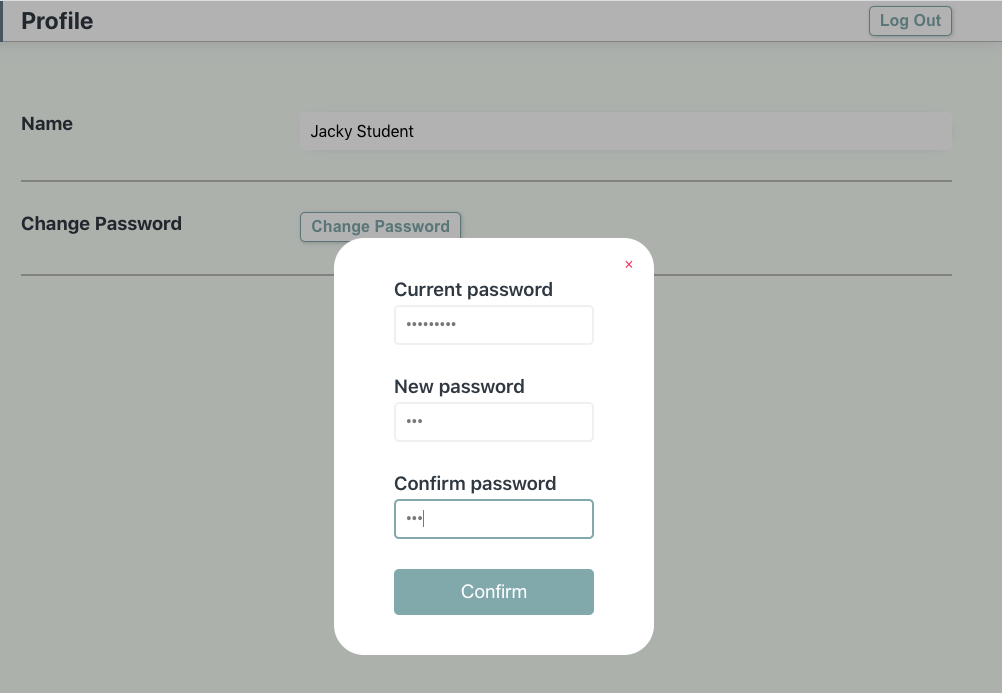 Profile
Log Out
Name
Jacky Student
Change Password
Change Password
×
Current password
•••••••••
New password
•••
Confirm password
•••
Confirm